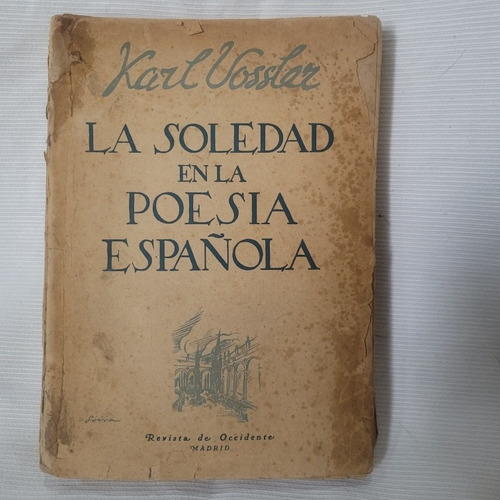 Karl Vossler
LA SOLEDAD
EN LA
POESIA
ESPAÑOLA
Revista de Occidente
MADRID